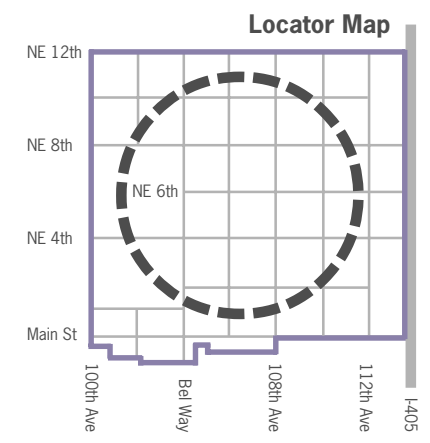 Locator Map
NE 12th
NE 8th
NE 6th
NE 4th
Main St
100th Ave
Bel Way
108th Ave
112th Ave
I-405